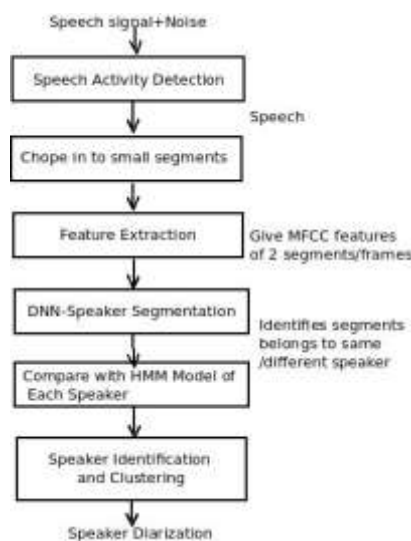 Speech signal+Noise
Speech Activity Detection
Speech
Chope in to small segments
Feature Extraction
Give MFCC features
of 2 segments/frames
DNN-Speaker Segmentation
Identifies segments
belongs to same
/different speaker
Compare with HMM Model of
Each Speaker
Speaker Identification
and Clustering
Speaker Diarization